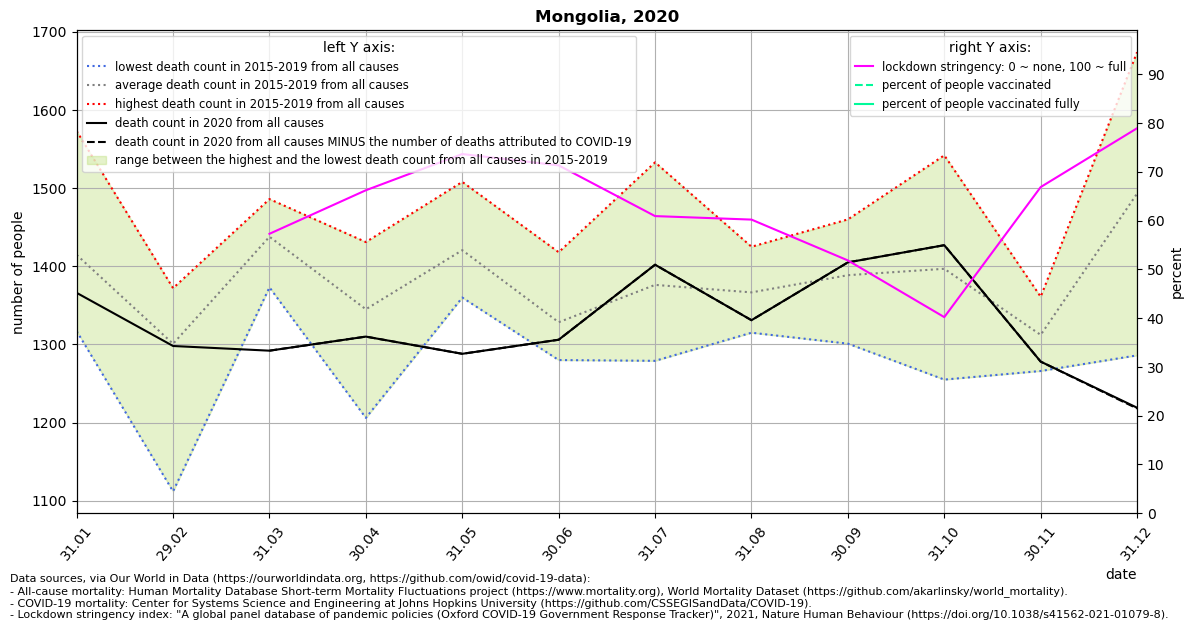 Mongolia, 2020
left Y axis:
lowest death count in 2015-2019 from all causes
average death count in 2015-2019 from all causes
highest death count in 2015-2019 from all causes
death count in 2020 from all causes
death count in 2020 from all causes MINUS the number of deaths attributed to COVID-19
range between the highest and the lowest death count from all causes in 2015-2019
right Y axis:
lockdown stringency: 0 ~ none, 100 ~ full
percent of people vaccinated
percent of people vaccinated fully
number of people
1700
1600
1500
1400
1300
1200
1100
percent
90
80
70
60
50
40
30
20
10
0
31.01
29.02
31.03
30.04
31.05
30.06
31.07
31.08
30.09
31.10
30.11
31.12
date
Data sources, via Our World in Data (https://ourworldindata.org, https://github.com/owid/covid-19-data):
- All-cause mortality: Human Mortality Database Short-term Mortality Fluctuations project (https://www.mortality.org), World Mortality Dataset (https://github.com/akarlinsky/world_mortality).
- COVID-19 mortality: Center for Systems Science and Engineering at Johns Hopkins University (https://github.com/CSSEGISandData/COVID-19).
- Lockdown stringency index: "A global panel database of pandemic policies (Oxford COVID-19 Government Response Tracker)", 2021, Nature Human Behaviour (https://doi.org/10.1038/s41562-021-01079-8).